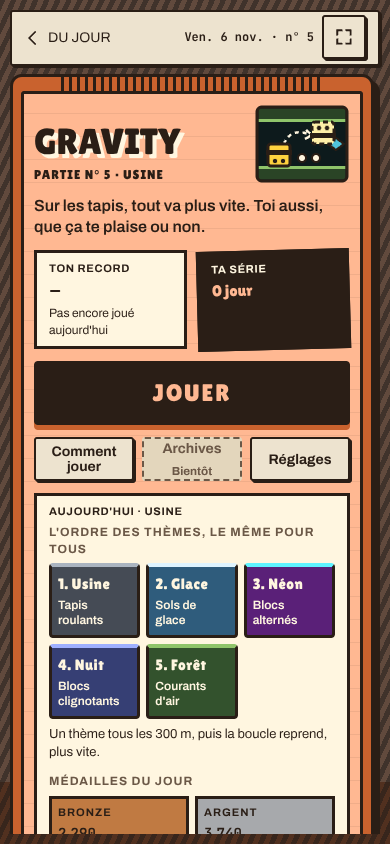 DU JOUR
Ven. 6 nov. · n° 5
GRAVITY
PARTIE N° 5 · USINE
Sur les tapis, tout va plus vite. Toi aussi,
que ça te plaise ou non.
TON RECORD
–
Pas encore joué
aujourd'hui
TA SÉRIE
0 jour
JOUER
Comment
jouer
Archives
Bientôt
Réglages
AUJOURD'HUI · USINE
L'ORDRE DES THÈMES, LE MÊME POUR
TOUS
1. Usine
Tapis
roulants
2. Glace
Sols de
glace
3. Néon
Blocs
alternés
4. Nuit
Blocs
clignotants
5. Forêt
Courants
d'air
Un thème tous les 300 m, puis la boucle reprend,
plus vite.
MÉDAILLES DU JOUR
BRONZE
2 290
ARGENT
3 740